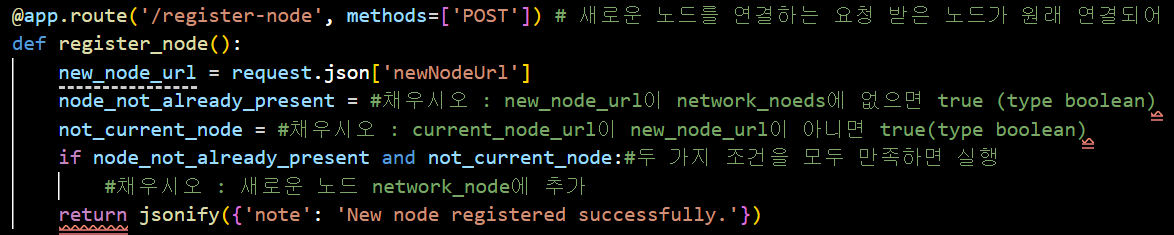 @app.route('/register-node', methods=['POST']) # 새로운 노드를 연결하는 요청 받은 노드가 원래 연결되어
def register_node():
    new_node_url = request.json['newNodeUrl']
    node_not_already_present = #채우시오 : new_node_url이 network_noeds에 없으면 true (type boolean)
    not_current_node = #채우시오 : current_node_url이 new_node_url이 아니면 true(type boolean)
    if node_not_already_present and not_current_node:#두 가지 조건을 모두 만족하면 실행
        #채우시오 : 새로운 노드 network_node에 추가
    return jsonify({'note': 'New node registered successfully.'})